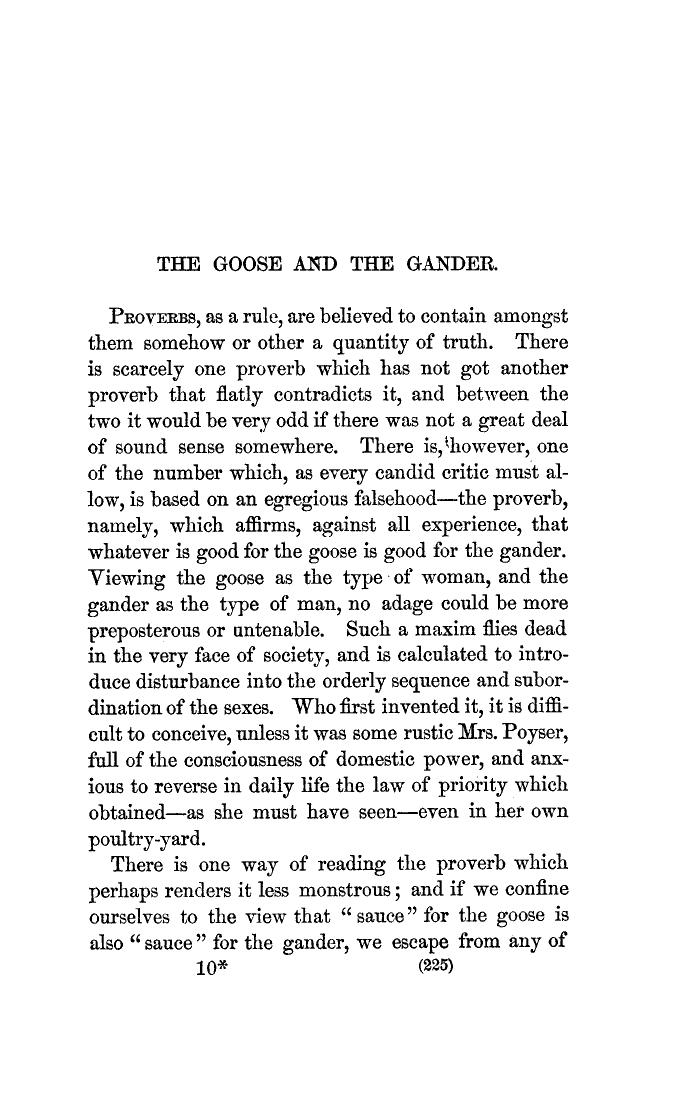 THE GOOSE AND THE GANDER.
PROVERBS, as a rule, are believed to contain amongst
them somehow or other a quantity of truth. There
is scarcely one proverb which has not got another
proverb that flatly contradicts it, and between the
two it would be very odd if there was not a great deal
of sound sense somewhere. There is, however, one
of the number which, as every candid critic must al-
low, is based on an egregious falsehood—the proverb,
namely, which affirms, against all experience, that
whatever is good for the goose is good for the gander.
Viewing the goose as the type of woman, and the
gander as the type of man, no adage could be more
preposterous or untenable. Such a maxim flies dead
in the very face of society, and is calculated to intro-
duce disturbance into the orderly sequence and subor-
dination of the sexes. Who first invented it, it is diffi-
cult to conceive, unless it was some rustic Mrs. Poyser,
full of the consciousness of domestic power, and anx-
ious to reverse in daily life the law of priority which
obtained—as she must have seen—even in her own
poultry-yard.
There is one way of reading the proverb which
perhaps renders it less monstrous; and if we confine
ourselves to the view that "sauce" for the goose is
also "sauce" for the gander, we escape from any of
10* (225)